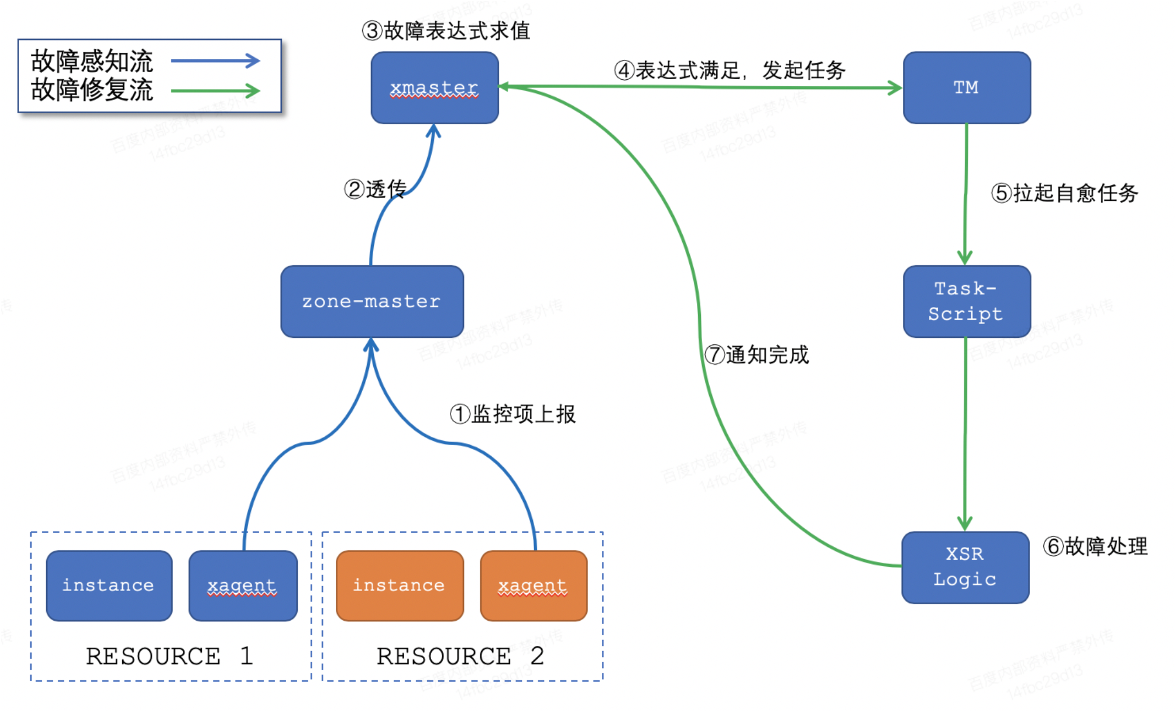 ③故障表达式求值
故障感知流
故障修复流
xmaster
④表达式满足，发起任务
TM
②透传
⑤拉起自愈任务
zone-master
Task-
Script
⑦通知完成
①监控项上报
XSR
Logic
⑥故障处理
instance
xagent
instance
xagent
RESOURCE 1
RESOURCE 2
百度内部资料严禁外传
14fbc29d13